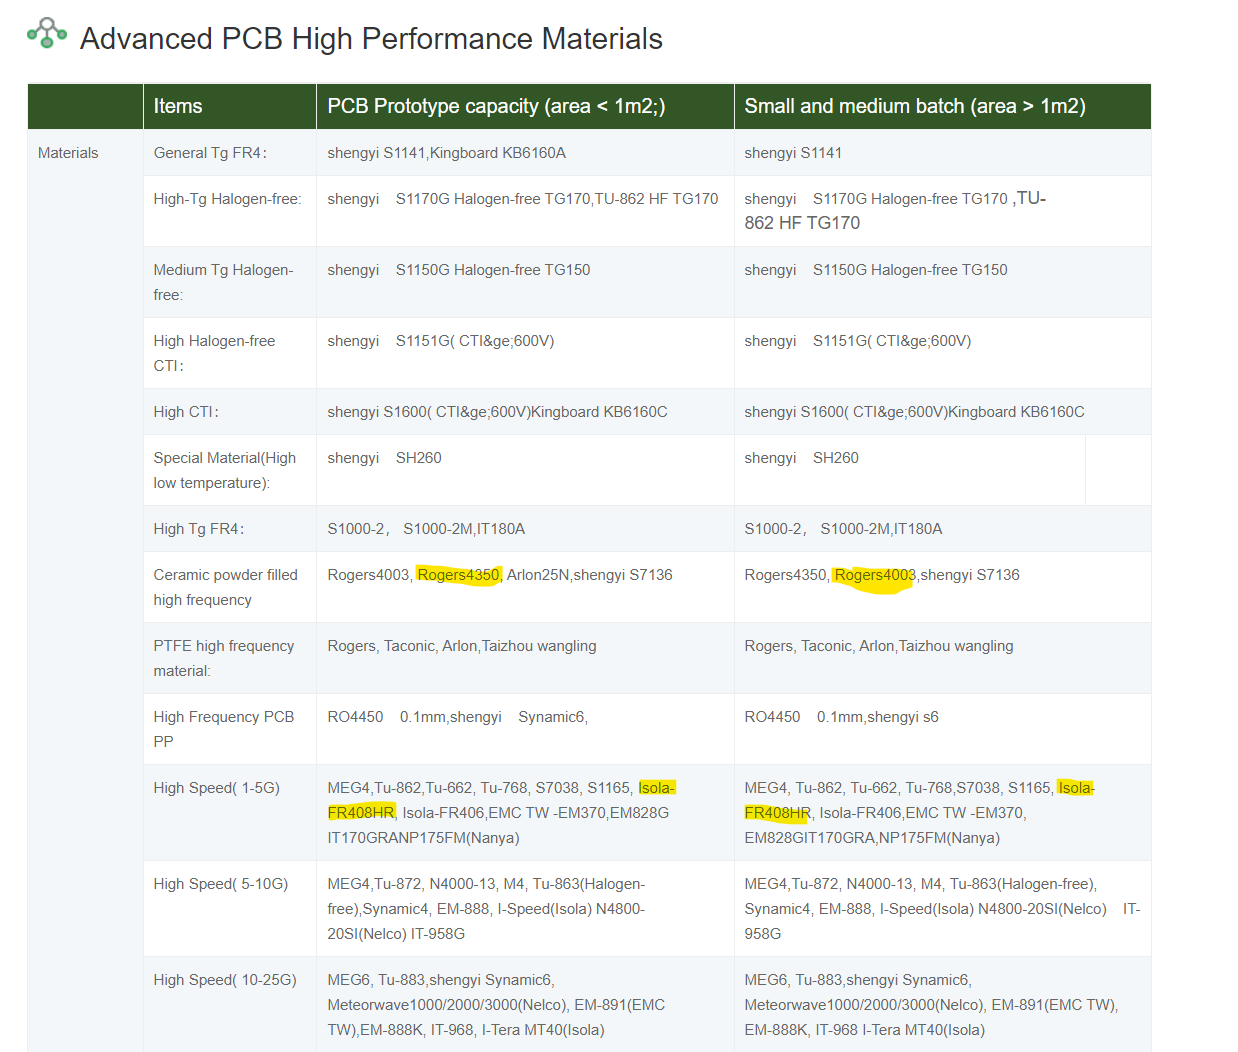 Advanced PCB High Performance Materials
Items
PCB Prototype capacity (area < 1m2;)
Small and medium batch (area > 1m2)
Materials
General Tg FR4:
shengyi S1141,Kingboard KB6160A
shengyi S1141
High-Tg Halogen-free:
shengyi S1170G Halogen-free TG170,TU-862 HF TG170
shengyi S1170G Halogen-free TG170 ,TU-
862 HF TG170
Medium Tg Halogen-
free:
shengyi S1150G Halogen-free TG150
shengyi S1150G Halogen-free TG150
High Halogen-free
CTI:
shengyi S1151G( CTI&ge;600V)
shengyi S1151G( CTI&ge;600V)
High CTI:
shengyi S1600( CTI&ge;600V)Kingboard KB6160C
shengyi S1600( CTI&ge;600V)Kingboard KB6160C
Special Material(High
low temperature):
shengyi SH260
shengyi SH260
High Tg FR4:
S1000-2， S1000-2M,IT180A
S1000-2， S1000-2M,IT180A
Ceramic powder filled
high frequency
Rogers4003, Rogers4350, Arlon25N,shengyi S7136
Rogers4350, Rogers4003,shengyi S7136
PTFE high frequency
material:
Rogers, Taconic, Arlon,Taizhou wangling
Rogers, Taconic, Arlon,Taizhou wangling
High Frequency PCB
PP
RO4450 0.1mm,shengyi Synamic6,
RO4450 0.1mm,shengyi s6
High Speed( 1-5G)
MEG4,Tu-862,Tu-662, Tu-768, S7038, S1165, Isola-
FR408HR, Isola-FR406,EMC TW -EM370,EM828G
IT170GRANP175FM(Nanya)
MEG4, Tu-862, Tu-662, Tu-768,S7038, S1165, Isola-
FR408HR, Isola-FR406,EMC TW -EM370,
EM828GIT170GRA,NP175FM(Nanya)
High Speed( 5-10G)
MEG4,Tu-872, N4000-13, M4, Tu-863(Halogen-
free),Synamic4, EM-888, I-Speed(Isola) N4800-
20SI(Nelco) IT-958G
MEG4,Tu-872, N4000-13, M4, Tu-863(Halogen-free),
Synamic4, EM-888, I-Speed(Isola) N4800-20SI(Nelco) IT-
958G
High Speed( 10-25G)
MEG6, Tu-883,shengyi Synamic6,
Meteorwave1000/2000/3000(Nelco), EM-891(EMC
TW),EM-888K, IT-968, I-Tera MT40(Isola)
MEG6, Tu-883,shengyi Synamic6,
Meteorwave1000/2000/3000(Nelco), EM-891(EMC TW),
EM-888K, IT-968 I-Tera MT40(Isola)